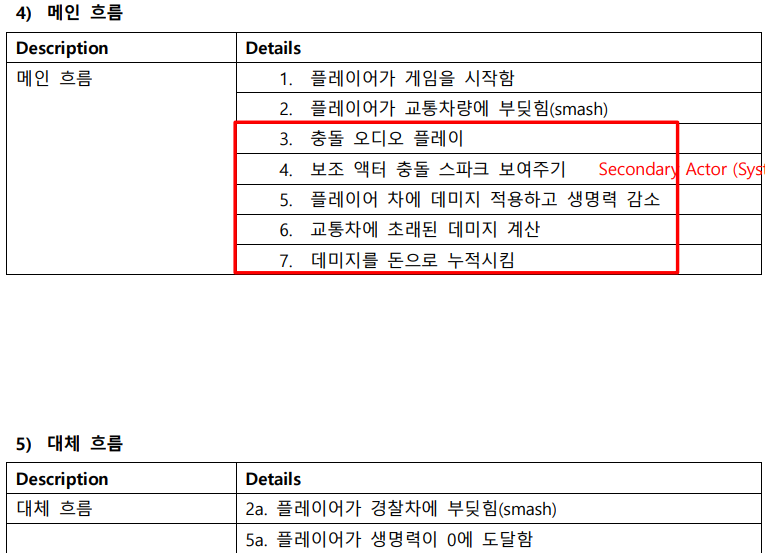 4) 메인 흐름
Description Details
메인 흐름 1. 플레이어가 게임을 시작함
2. 플레이어가 교통차량에 부딪힘(smash)
3. 충돌 오디오 플레이
4. 보조 액터 충돌 스파크 보여주기 Secondary Actor (Syst
5. 플레이어 차에 데미지 적용하고 생명력 감소
6. 교통차에 초래된 데미지 계산
7. 데미지를 돈으로 누적시킴
5) 대체 흐름
Description Details
대체 흐름 2a. 플레이어가 경찰차에 부딪힘(smash)
5a. 플레이어가 생명력이 0에 도달함